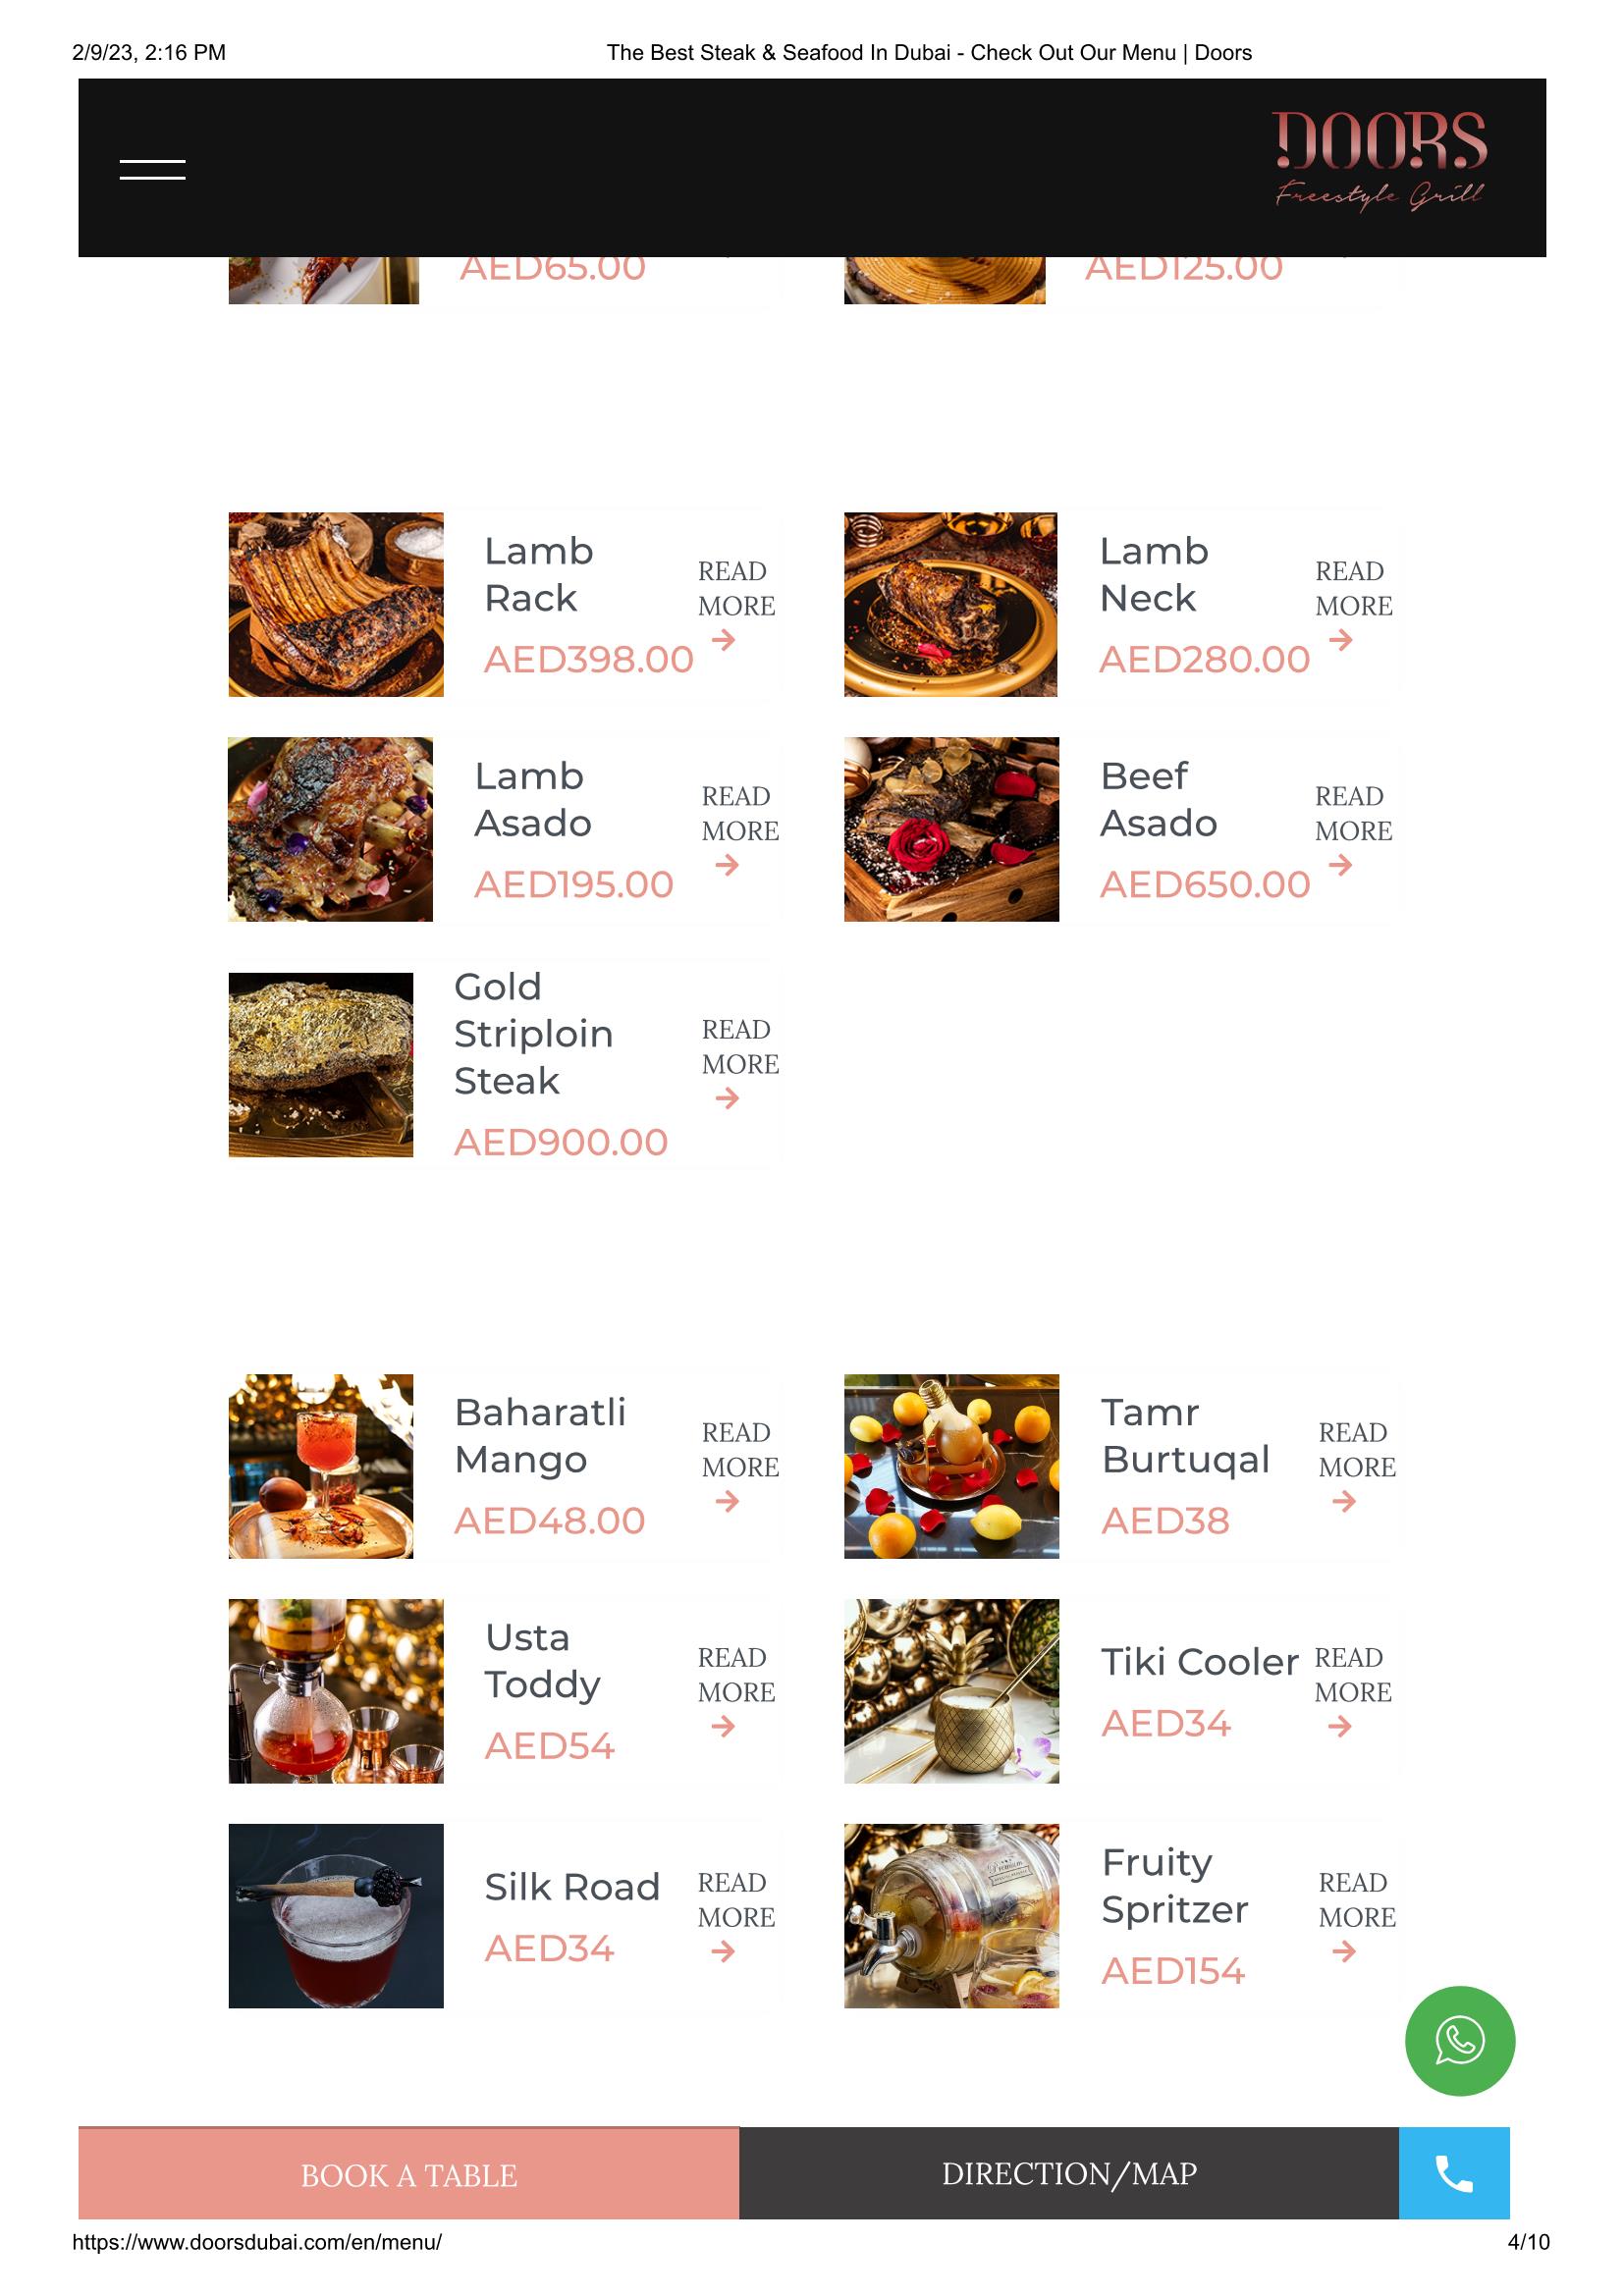 2/9/23, 2:16 PM
The Best Steak & Seafood In Dubai - Check Out Our Menu | Doors
DOORS
Freestyle Grill
AED65.00
AED125.00
Lamb
Rack
AED398.00
READ
MORE
Lamb
Neck
AED280.00
READ
MORE
Lamb
Asado
AED195.00
READ
MORE
Beef
Asado
AED650.00
READ
MORE
Gold
Striploin
Steak
AED900.00
READ
MORE
Baharatli
Mango
AED48.00
READ
MORE
Tamr
Burtuqal
AED38
READ
MORE
Usta
Toddy
AED54
READ
MORE
Tiki Cooler
AED34
READ
MORE
Silk Road
AED34
READ
MORE
Premium
Fruity
Spritzer
AED154
READ
MORE
BOOK A TABLE
DIRECTION/MAP
https://www.doorsdubai.com/en/menu/
4/10